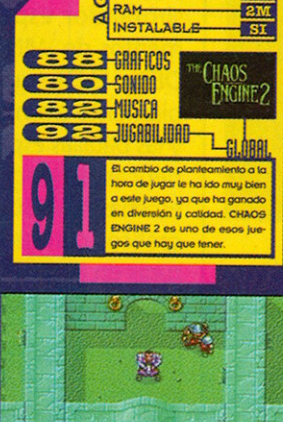 RAM 2M
INSTALABLE SI
88 GRAFICOS
80 SONIDO
82 MUSICA
92 JUGABILIDAD
THE CHAOS
ENGINE 2
GLOBAL
91
El cambio de planteamiento a la
hora de jugar le ha ido muy bien
a este juego, ya que ha ganado
en diversión y calidad. CHAOS
ENGINE 2 es uno de esos jue-
gos que hay que tener.